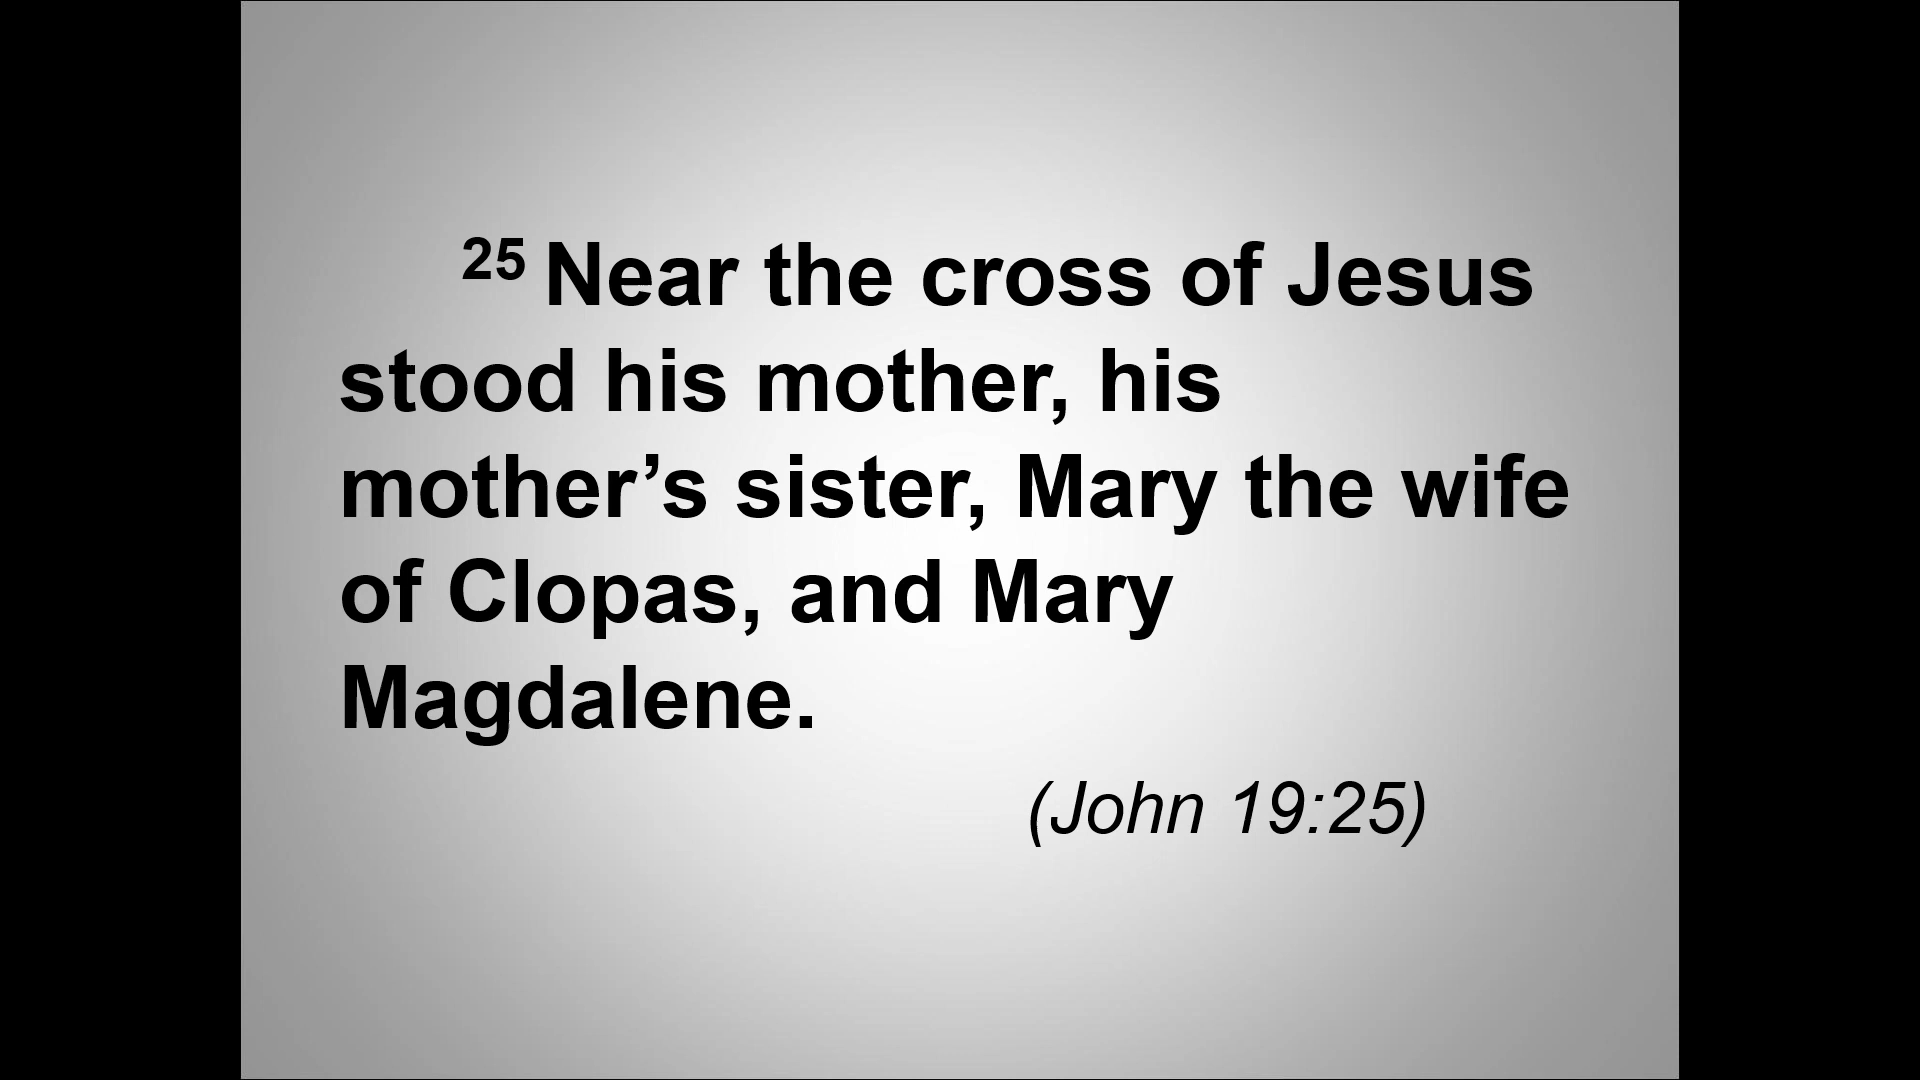 25 Near the cross of Jesus
stood his mother, his
mother’s sister, Mary the wife
of Clopas, and Mary
Magdalene.
(John 19:25)